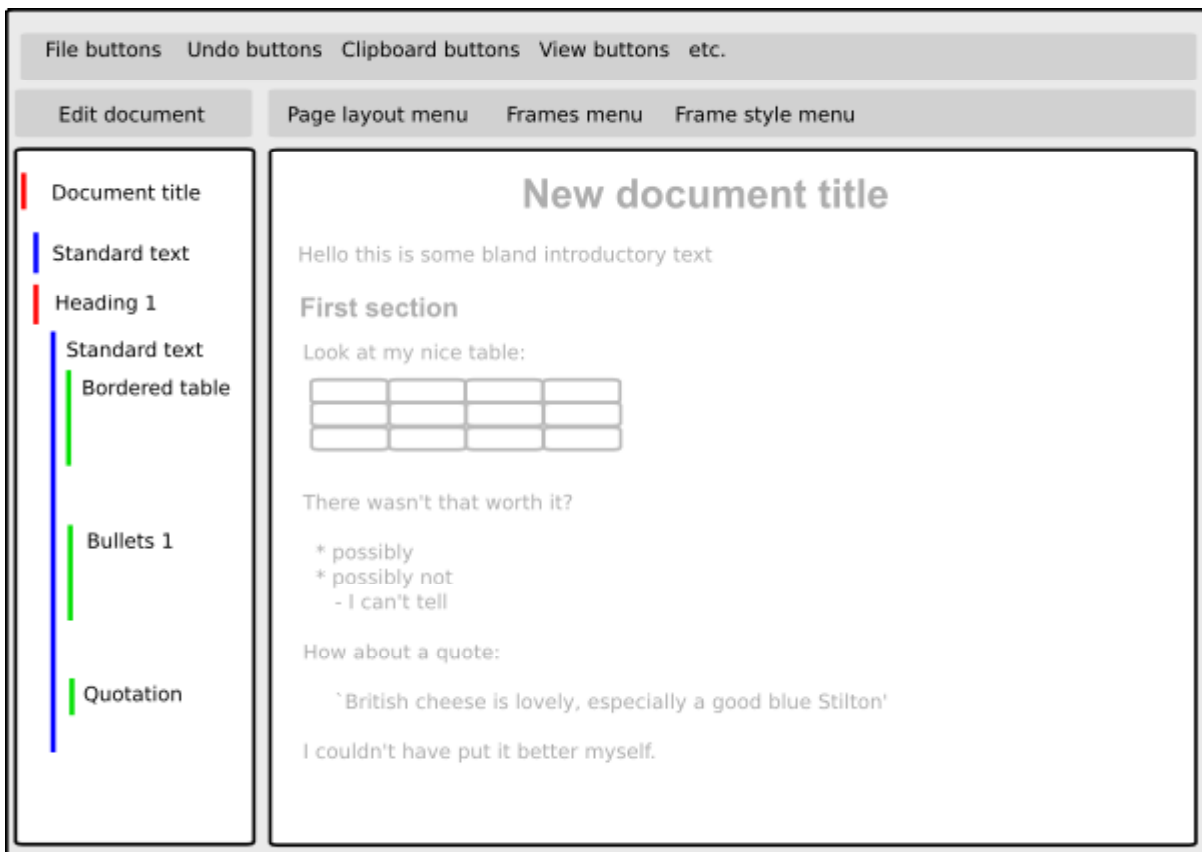 File buttons Undo buttons Clipboard buttons View buttons etc.
Edit document
Page layout menu Frames menu Frame style menu
Document title
Standard text
Heading 1
Standard text
Bordered table
Bullets 1
Quotation
New document title
Hello this is some bland introductory text
First section
Look at my nice table:
There wasn't that worth it?
* possibly
* possibly not
- I can't tell
How about a quote:
`British cheese is lovely, especially a good blue Stilton'
I couldn't have put it better myself.